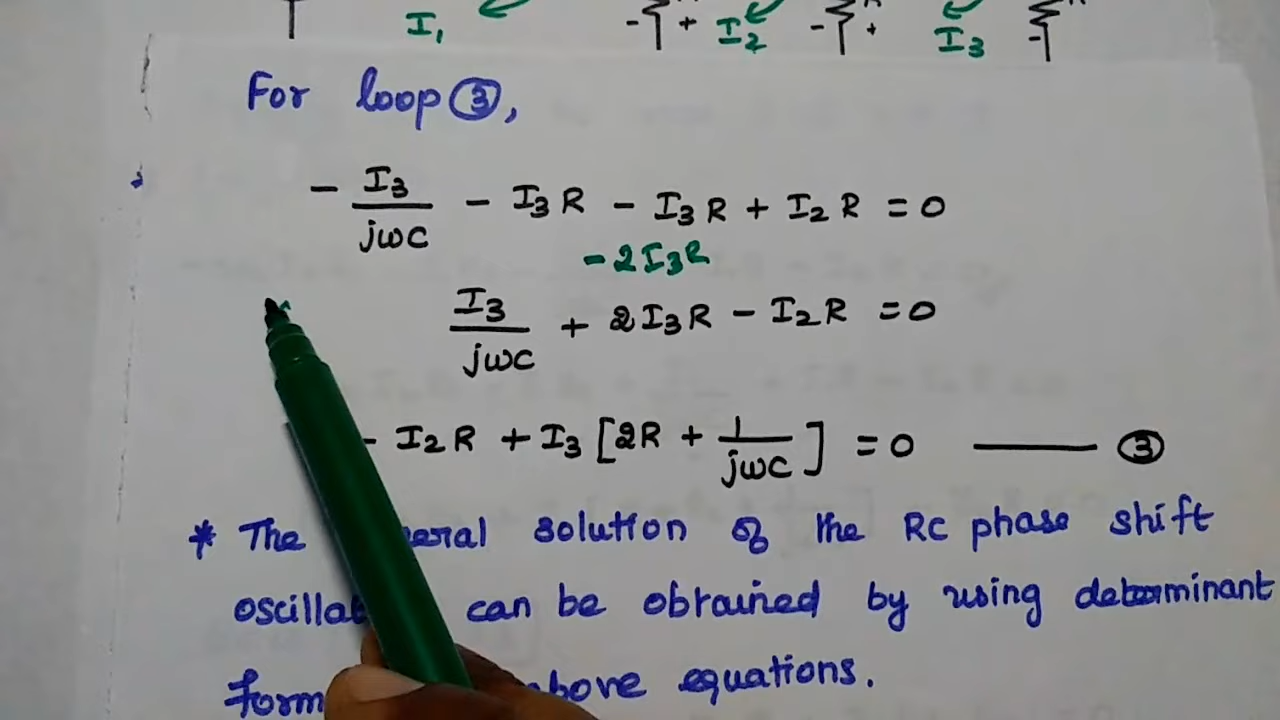 I₁ - + I₂ - + I₃ -
For loop ③,
- I₃/jωc - I₃R - I₃R + I₂R = 0
- 2I₃R
I₃/jωc + 2I₃R - I₂R = 0
- I₂R + I₃ [2R + 1/jωc] = 0 —— ③
* The solution of the RC phase shift
can be obtained by using determinant
form equations.